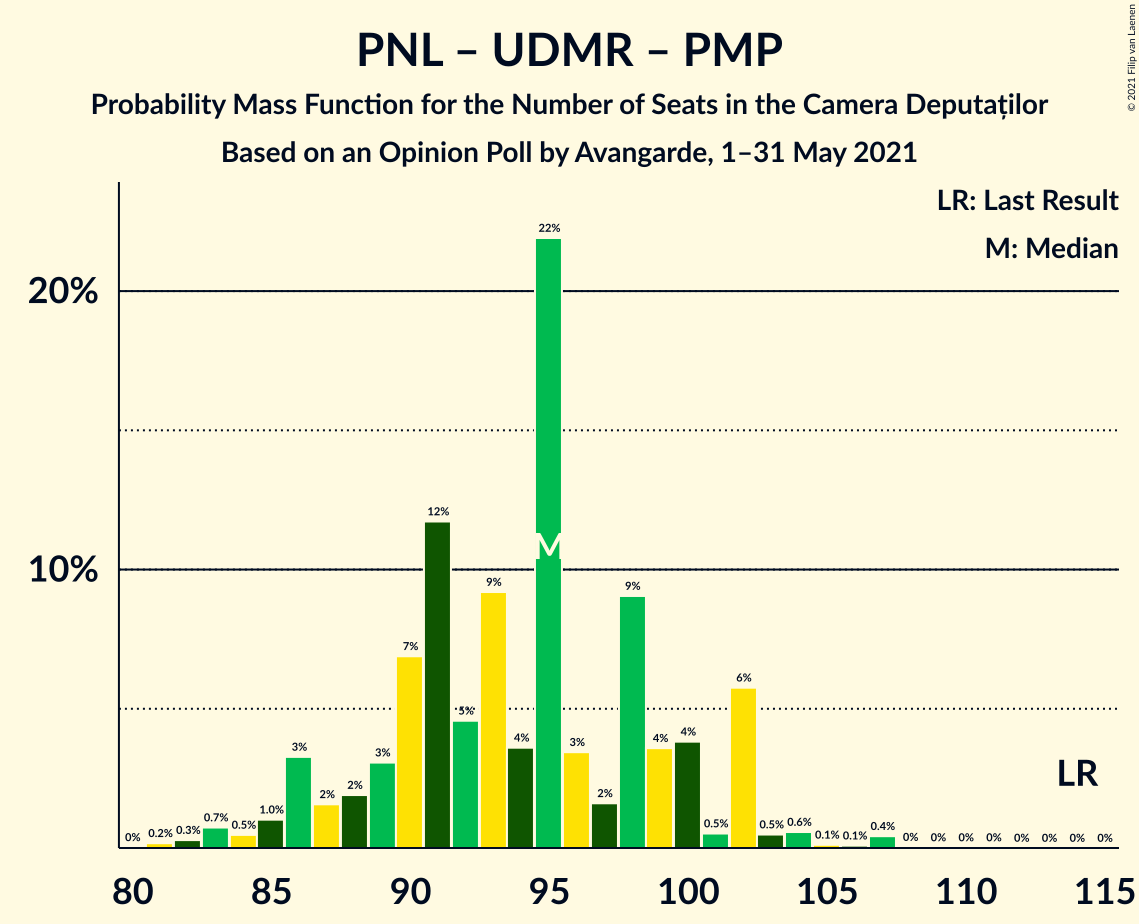 PNL – UDMR – PMP
Probability Mass Function for the Number of Seats in the Camera Deputaților
Based on an Opinion Poll by Avangarde, 1–31 May 2021
© 2021 Filip van Laenen
LR: Last Result
M: Median
20%
10%
0% 0.2% 0.3% 0.7% 0.5% 1.0% 3% 2% 2% 3% 7% 12% 5% 9% 4% 22% 3% 2% 9% 4% 4% 0.5% 6% 0.5% 0.6% 0.1% 0.1% 0.4% 0% 0% 0% 0% 0% 0% 0% 0%
M
LR
80 85 90 95 100 105 110 115